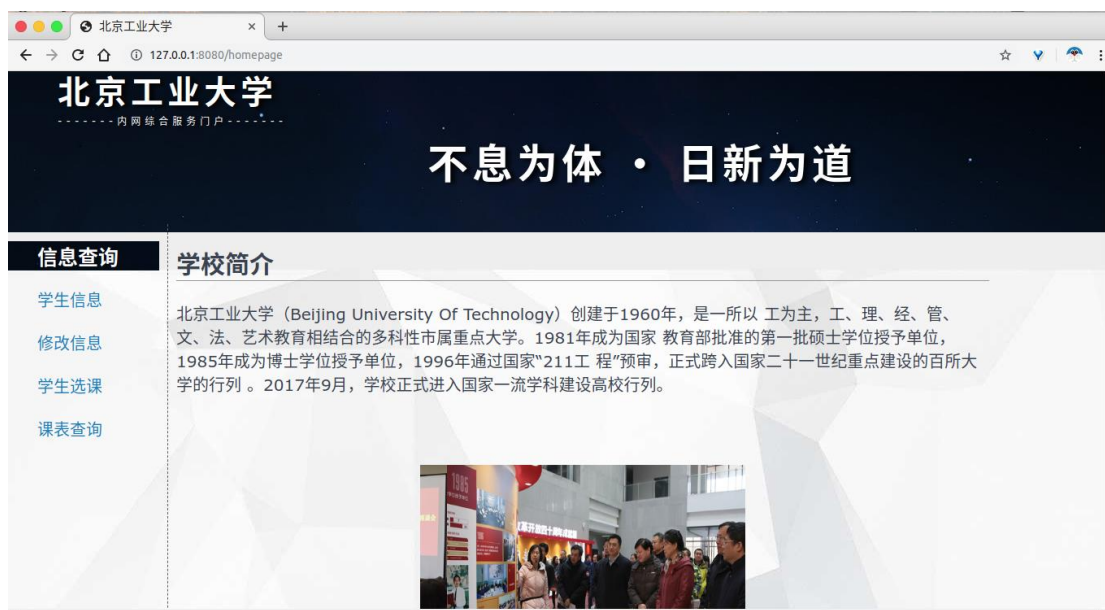 北京工业大学
127.0.0.1:8080/homepage
北京工业大学
-------内网综合服务门户-------
不息为体 · 日新为道
信息查询
学生信息
修改信息
学生选课
课表查询
学校简介
北京工业大学（Beijing University Of Technology）创建于1960年，是一所以 工为主，工、理、经、管、
文、法、艺术教育相结合的多科性市属重点大学。1981年成为国家 教育部批准的第一批硕士学位授予单位，
1985年成为博士学位授予单位，1996年通过国家“211工 程”预审，正式跨入国家二十一世纪重点建设的百所大
学的行列 。2017年9月，学校正式进入国家一流学科建设高校行列。
1985